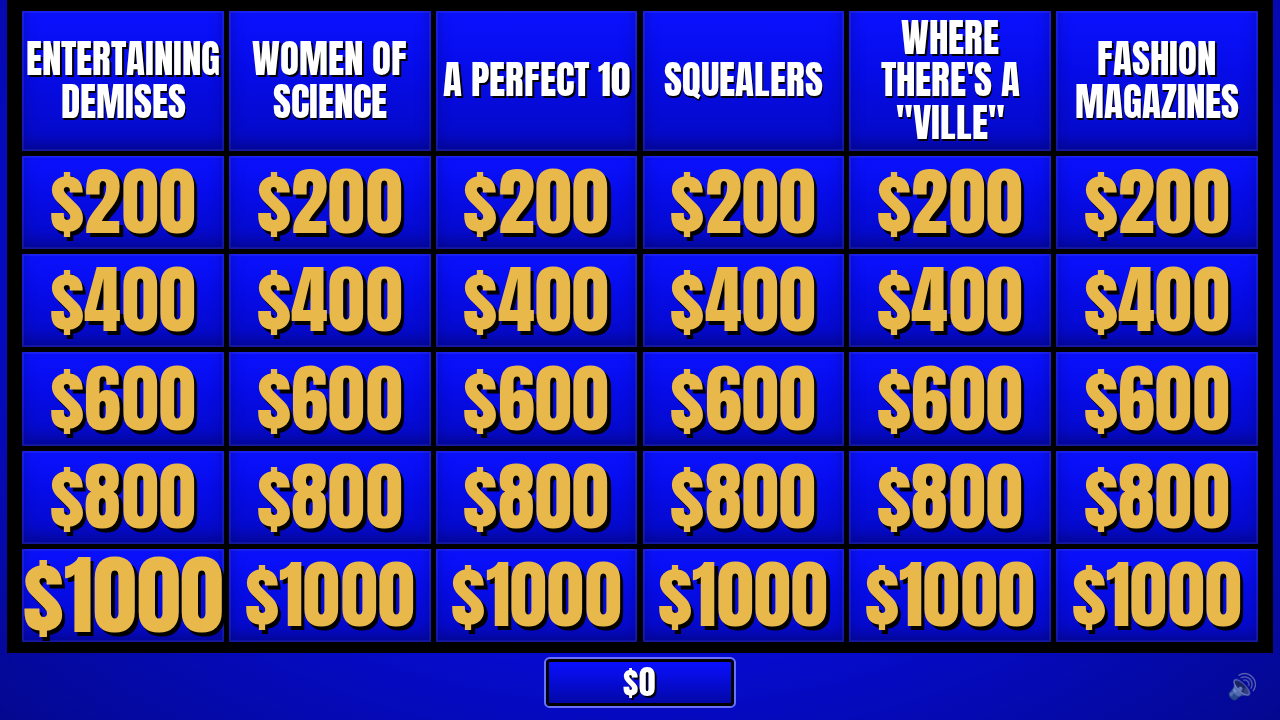 ENTERTAINING
DEMISES
WOMEN OF
SCIENCE
A PERFECT 10
SQUEALERS
WHERE
THERE'S A
"VILLE"
FASHION
MAGAZINES
$200 $200 $200 $200 $200 $200
$400 $400 $400 $400 $400 $400
$600 $600 $600 $600 $600 $600
$800 $800 $800 $800 $800 $800
$1000 $1000 $1000 $1000 $1000 $1000
$0